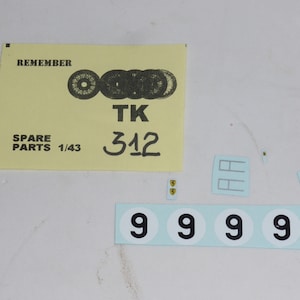 REMEMBER
TK
312
SPARE
PARTS 1/43
9 9 9 9